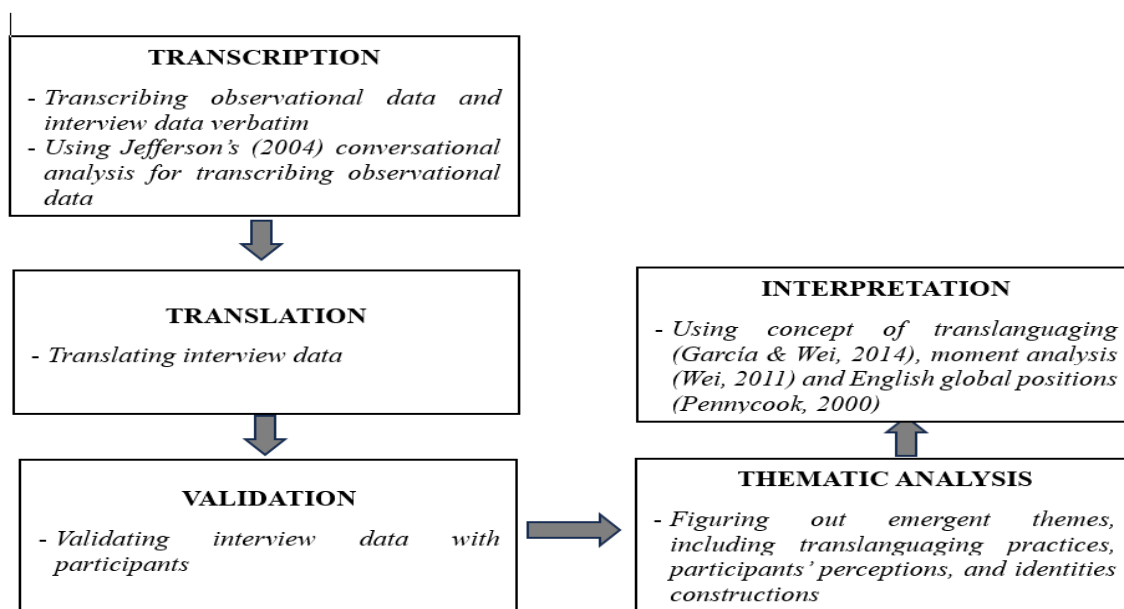 TRANSCRIPTION
- Transcribing observational data and
interview data verbatim
- Using Jefferson's (2004) conversational
analysis for transcribing observational
data
TRANSLATION
- Translating interview data
VALIDATION
- Validating interview data with
participants
THEMATIC ANALYSIS
- Figuring out emergent themes,
including translanguaging practices,
participants' perceptions, and identities
constructions
INTERPRETATION
- Using concept of translanguaging
(García & Wei, 2014), moment analysis
(Wei, 2011) and English global positions
(Pennycook, 2000)